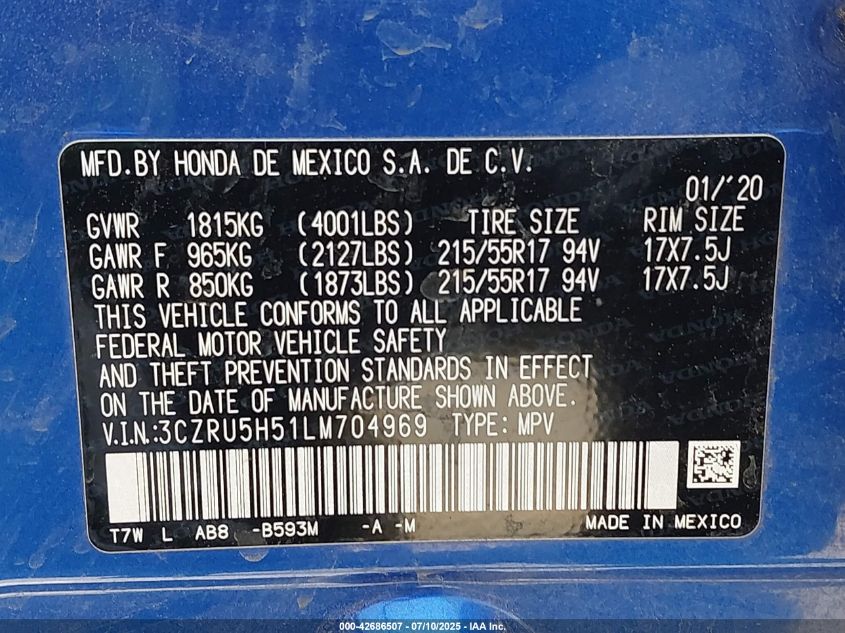 MFD.BY HONDA DE MEXICO S.A. DE C.V.
01/'20
GVWR 1815KG (4001LBS) TIRE SIZE RIM SIZE
GAWR F 965KG (2127LBS) 215/55R17 94V 17X7.5J
GAWR R 850KG (1873LBS) 215/55R17 94V 17X7.5J
THIS VEHICLE CONFORMS TO ALL APPLICABLE
FEDERAL MOTOR VEHICLE SAFETY
AND THEFT PREVENTION STANDARDS IN EFFECT
ON THE DATE OF MANUFACTURE SHOWN ABOVE.
V.I.N.:3CZRU5H51LM704969 TYPE: MPV
T7W L AB8 -B593M -A -M MADE IN MEXICO
000-42686507 - 07/10/2025 - IAA Inc.